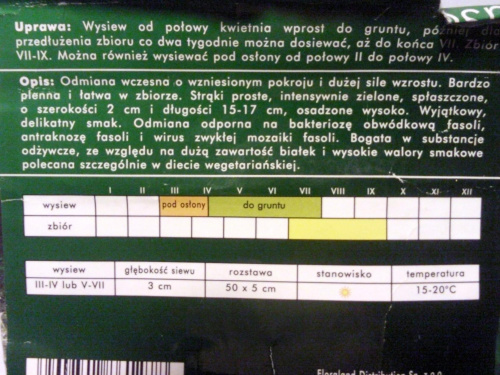 Uprawa: Wysiew od połowy kwietnia wprost do gruntu, później dla
przedłużenia zbioru co dwa tygodnie można dosiewać, aż do końca VII. Zbiór
VII-IX. Można również wysiewać pod osłony od połowy II do połowy IV.
Opis: Odmiana wczesna o wzniesionym pokroju i dużej sile wzrostu. Bardzo
plenna i łatwa w zbiorze. Strąki proste, intensywnie zielone, spłaszczone,
o szerokości 2 cm i długości 15-17 cm, osadzone wysoko. Wyjątkowy,
delikatny smak. Odmiana odporna na bakteriozę obwódkową fasoli,
antraknozę fasoli i wirus zwykłej mozaiki fasoli. Bogata w substancje
odżywcze, ze względu na dużą zawartość białek i wysokie walory smakowe
polecana szczególnie w diecie wegetariańskiej.
I II III IV V VI VII VIII IX X XI XII
wysiew pod osłony do gruntu
zbiór
wysiew głębokość siewu rozstawa stanowisko temperatura
III-IV lub V-VII 3 cm 50 x 5 cm 15-20°C
Distribution Sp. z o.o.